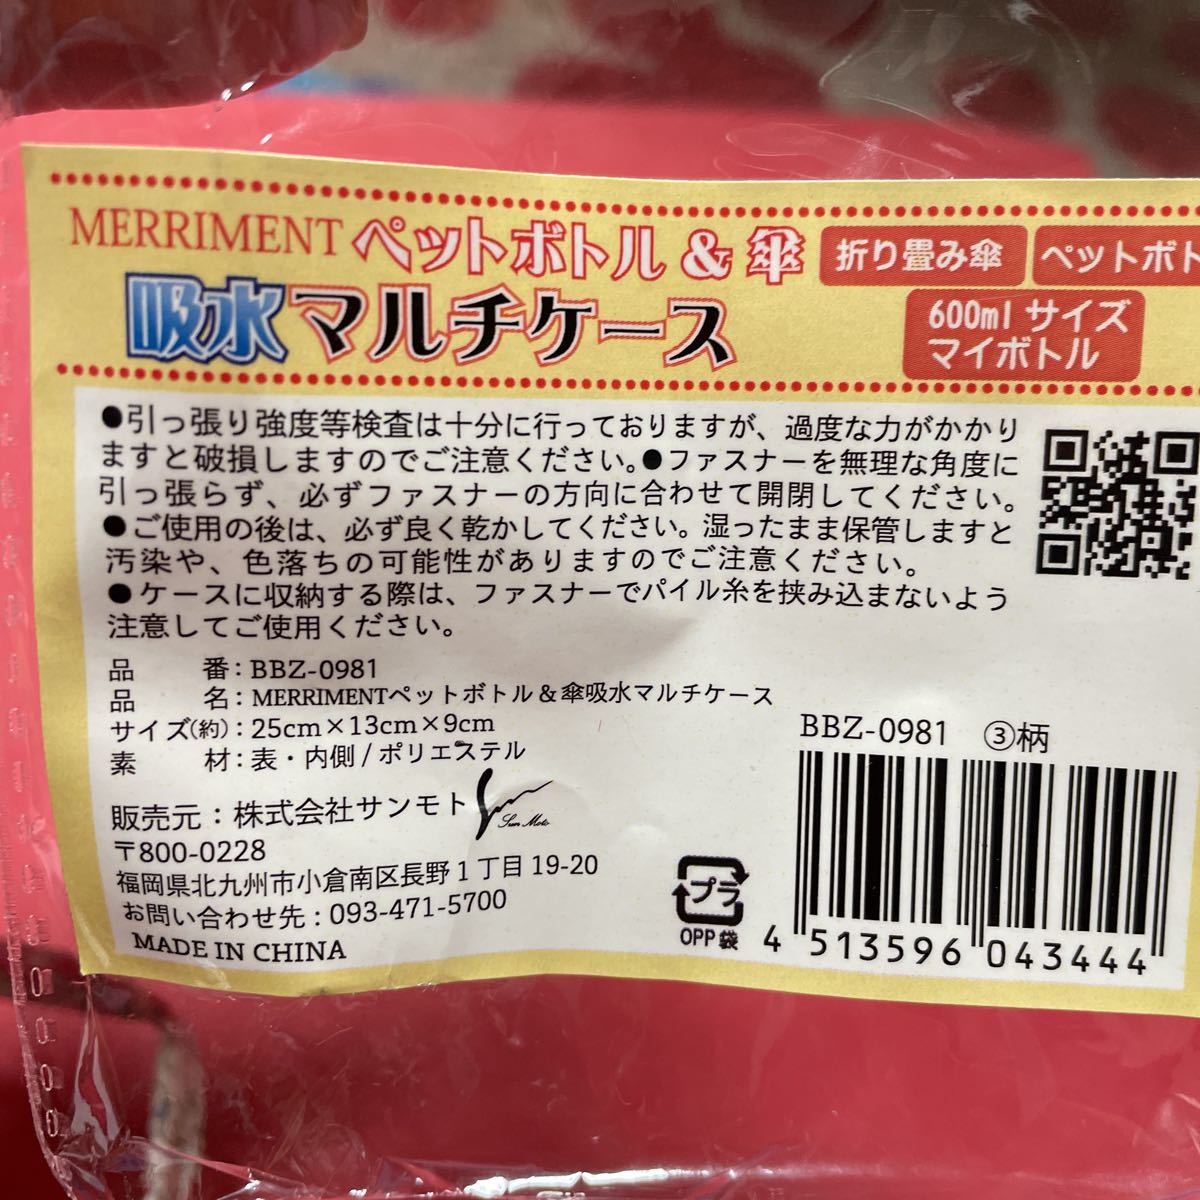 MERRIMENT ペットボトル&傘
吸水マルチケース
折り畳み傘
ペットボト
600mlサイズ
マイボトル
●引っ張り強度等検査は十分に行っておりますが、過度な力がかかり
ますと破損しますのでご注意ください。●ファスナーを無理な角度に
引っ張らず、必ずファスナーの方向に合わせて開閉してください。
●ご使用の後は、必ず良く乾かしてください。湿ったまま保管しますと
汚染や、色落ちの可能性がありますのでご注意ください。
●ケースに収納する際は、ファスナーでパイル糸を挟み込まないよう
注意してご使用ください。
品　　番：BBZ-0981
品　　名：MERRIMENTペットボトル&傘吸水マルチケース
サイズ(約)：25cm×13cm×9cm
素　　材：表・内側/ポリエステル
販売元：株式会社サンモト
Sun Moto
〒800-0228
福岡県北九州市小倉南区長野1丁目19-20
お問い合わせ先：093-471-5700
MADE IN CHINA
プラ
OPP袋
BBZ-0981　③柄
4 513596 043444